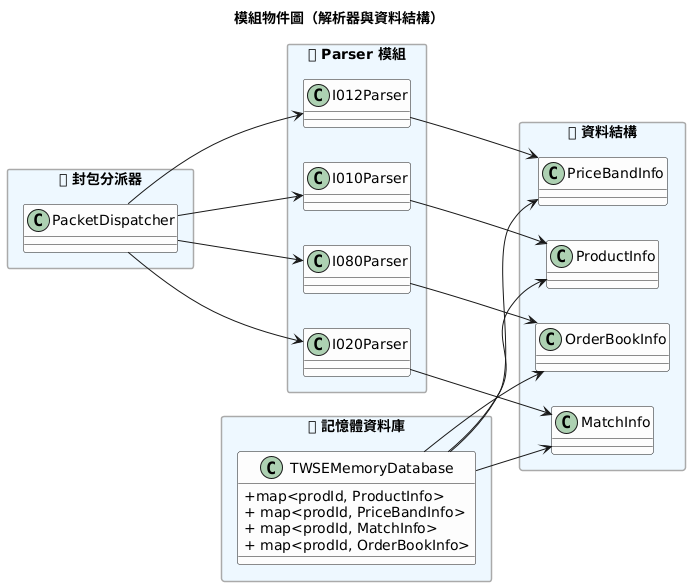 模組物件圖（解析器與資料結構）
封包分派器
C PacketDispatcher
Parser 模組
C I012Parser
C I010Parser
C I080Parser
C I020Parser
資料結構
C PriceBandInfo
C ProductInfo
C OrderBookInfo
C MatchInfo
記憶體資料庫
C TWSEMemoryDatabase
+map<prodId, ProductInfo>
+ map<prodId, PriceBandInfo>
+ map<prodId, MatchInfo>
+ map<prodId, OrderBookInfo>